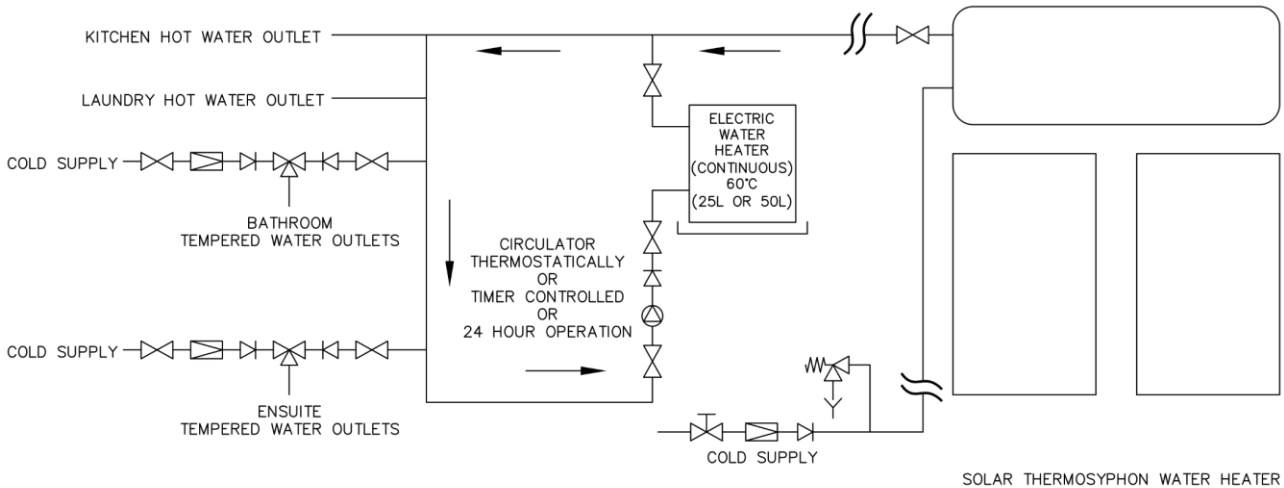 KITCHEN HOT WATER OUTLET
LAUNDRY HOT WATER OUTLET
COLD SUPPLY
BATHROOM
TEMPERED WATER OUTLETS
ELECTRIC
WATER
HEATER
(CONTINUOUS)
60°C
(25L OR 50L)
CIRCULATOR
THERMOSTATICALLY
OR
TIMER CONTROLLED
OR
24 HOUR OPERATION
COLD SUPPLY
ENSUITE
TEMPERED WATER OUTLETS
COLD SUPPLY
SOLAR THERMOSYPHON WATER HEATER